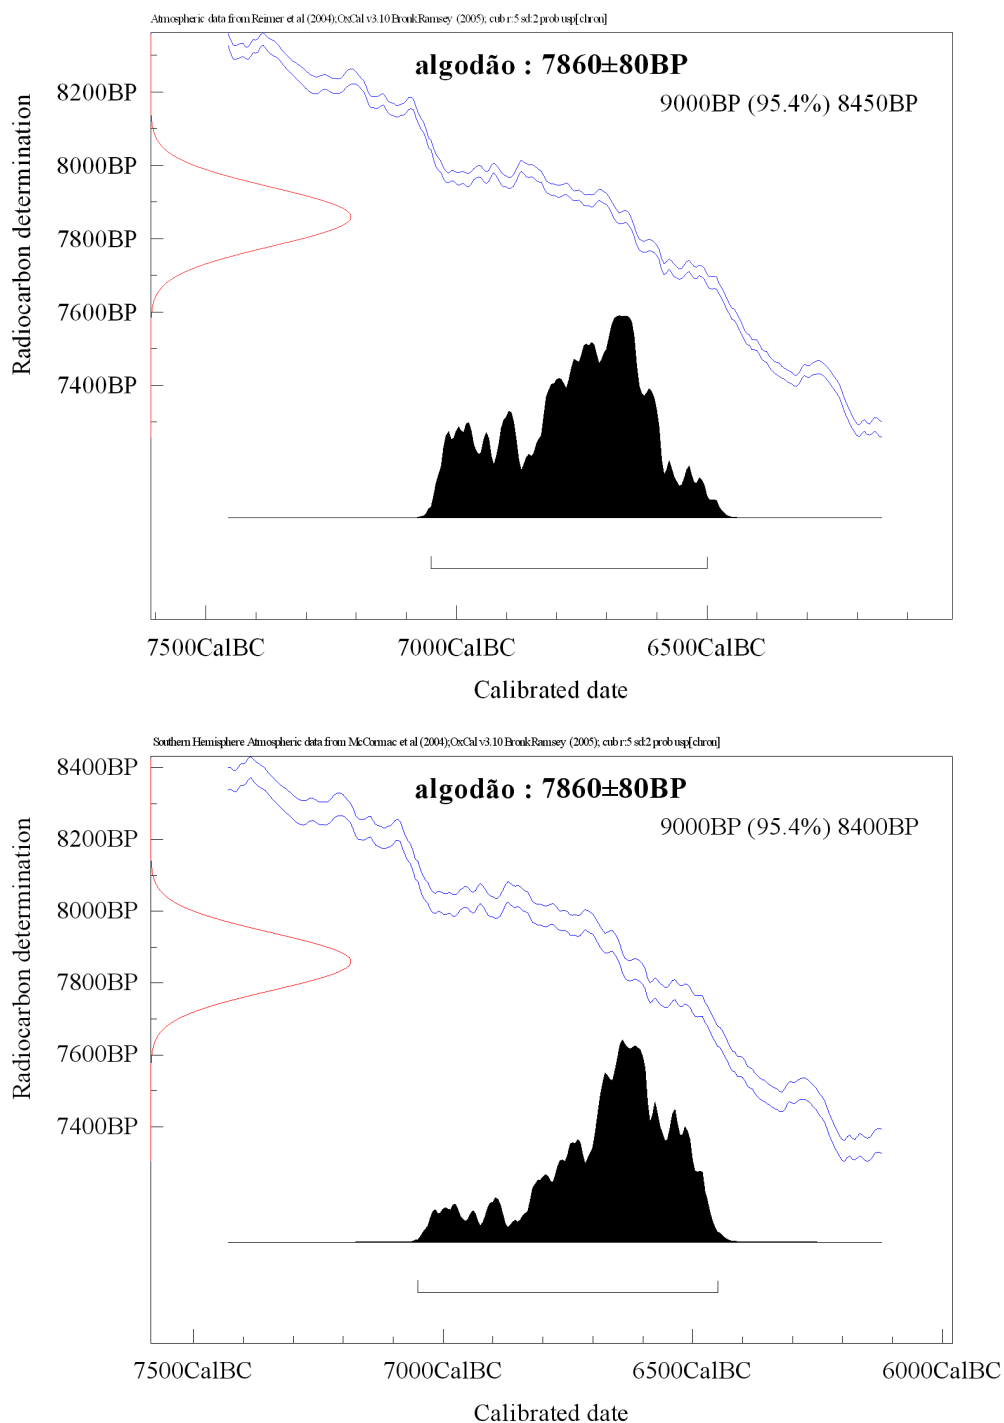 Atmospheric data from Reimer et al (2004);OxCal v3.10 Bronk Ramsey (2005); cub r:5 sd:2 prob usp[chron]
algodão : 7860±80BP
9000BP (95.4%) 8450BP
Radiocarbon determination
8200BP
8000BP
7800BP
7600BP
7400BP
7500CalBC 7000CalBC 6500CalBC
Calibrated date
Southern Hemisphere Atmospheric data from McCormac et al (2004);OxCal v3.10 Bronk Ramsey (2005); cub r:5 sd:2 prob usp[chron]
algodão : 7860±80BP
9000BP (95.4%) 8400BP
Radiocarbon determination
8400BP
8200BP
8000BP
7800BP
7600BP
7400BP
7500CalBC 7000CalBC 6500CalBC 6000CalBC
Calibrated date